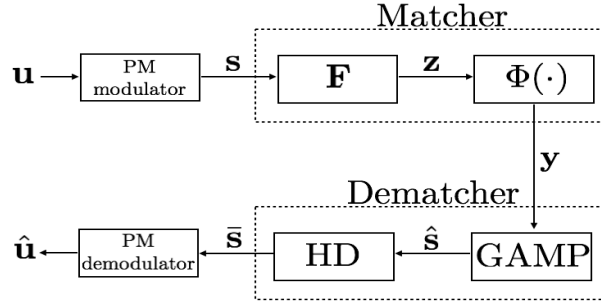 Matcher
u
PM
modulator
s
F
z
Φ(·)
y
Dematcher
û
PM
demodulator
s̄
HD
ŝ
GAMP